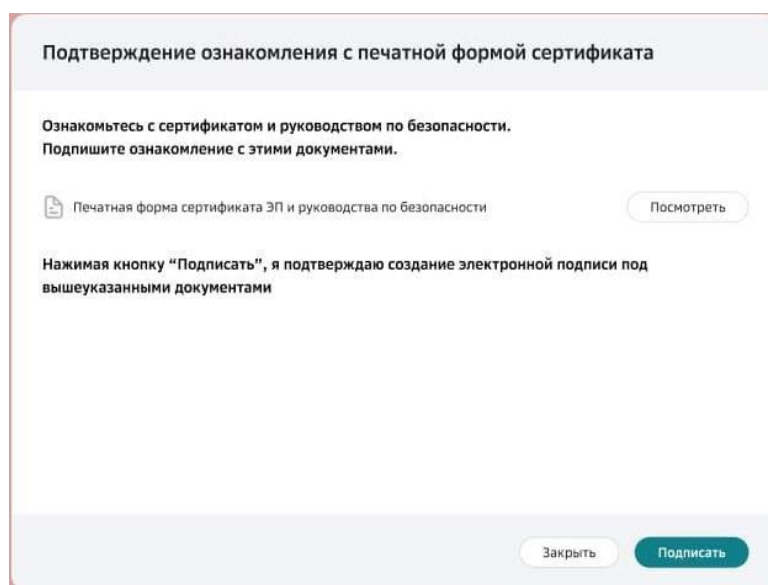 Подтверждение ознакомления с печатной формой сертификата
Ознакомьтесь с сертификатом и руководством по безопасности.
Подпишите ознакомление с этими документами.
Печатная форма сертификата ЭП и руководства по безопасности
Посмотреть
Нажимая кнопку “Подписать”, я подтверждаю создание электронной подписи под
вышеуказанными документами
Закрыть
Подписать